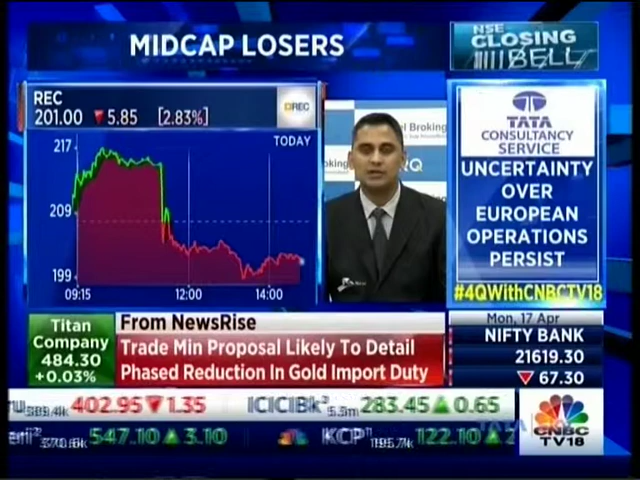 MIDCAP LOSERS
NSE
CLOSING
BELL
REC
201.00 ▼ 5.85 [2.83%]
REC
TODAY
217
209
199
09:15
12:00
14:00
el Broking
TATA
CONSULTANCY
SERVICE
UNCERTAINTY
OVER
EUROPEAN
OPERATIONS
PERSIST
#4QWithCNBCTV18
Titan
Company
484.30
+0.03%
From NewsRise
Trade Min Proposal Likely To Detail
Phased Reduction In Gold Import Duty
Mon, 17 Apr
NIFTY BANK
21619.30
▼ 67.30
402.95 ▼ 1.35 ICICIBk 283.45 ▲ 0.65
547.10 ▲ 3.10 KCP 122.10 ▲ 2
CNBC
TV18